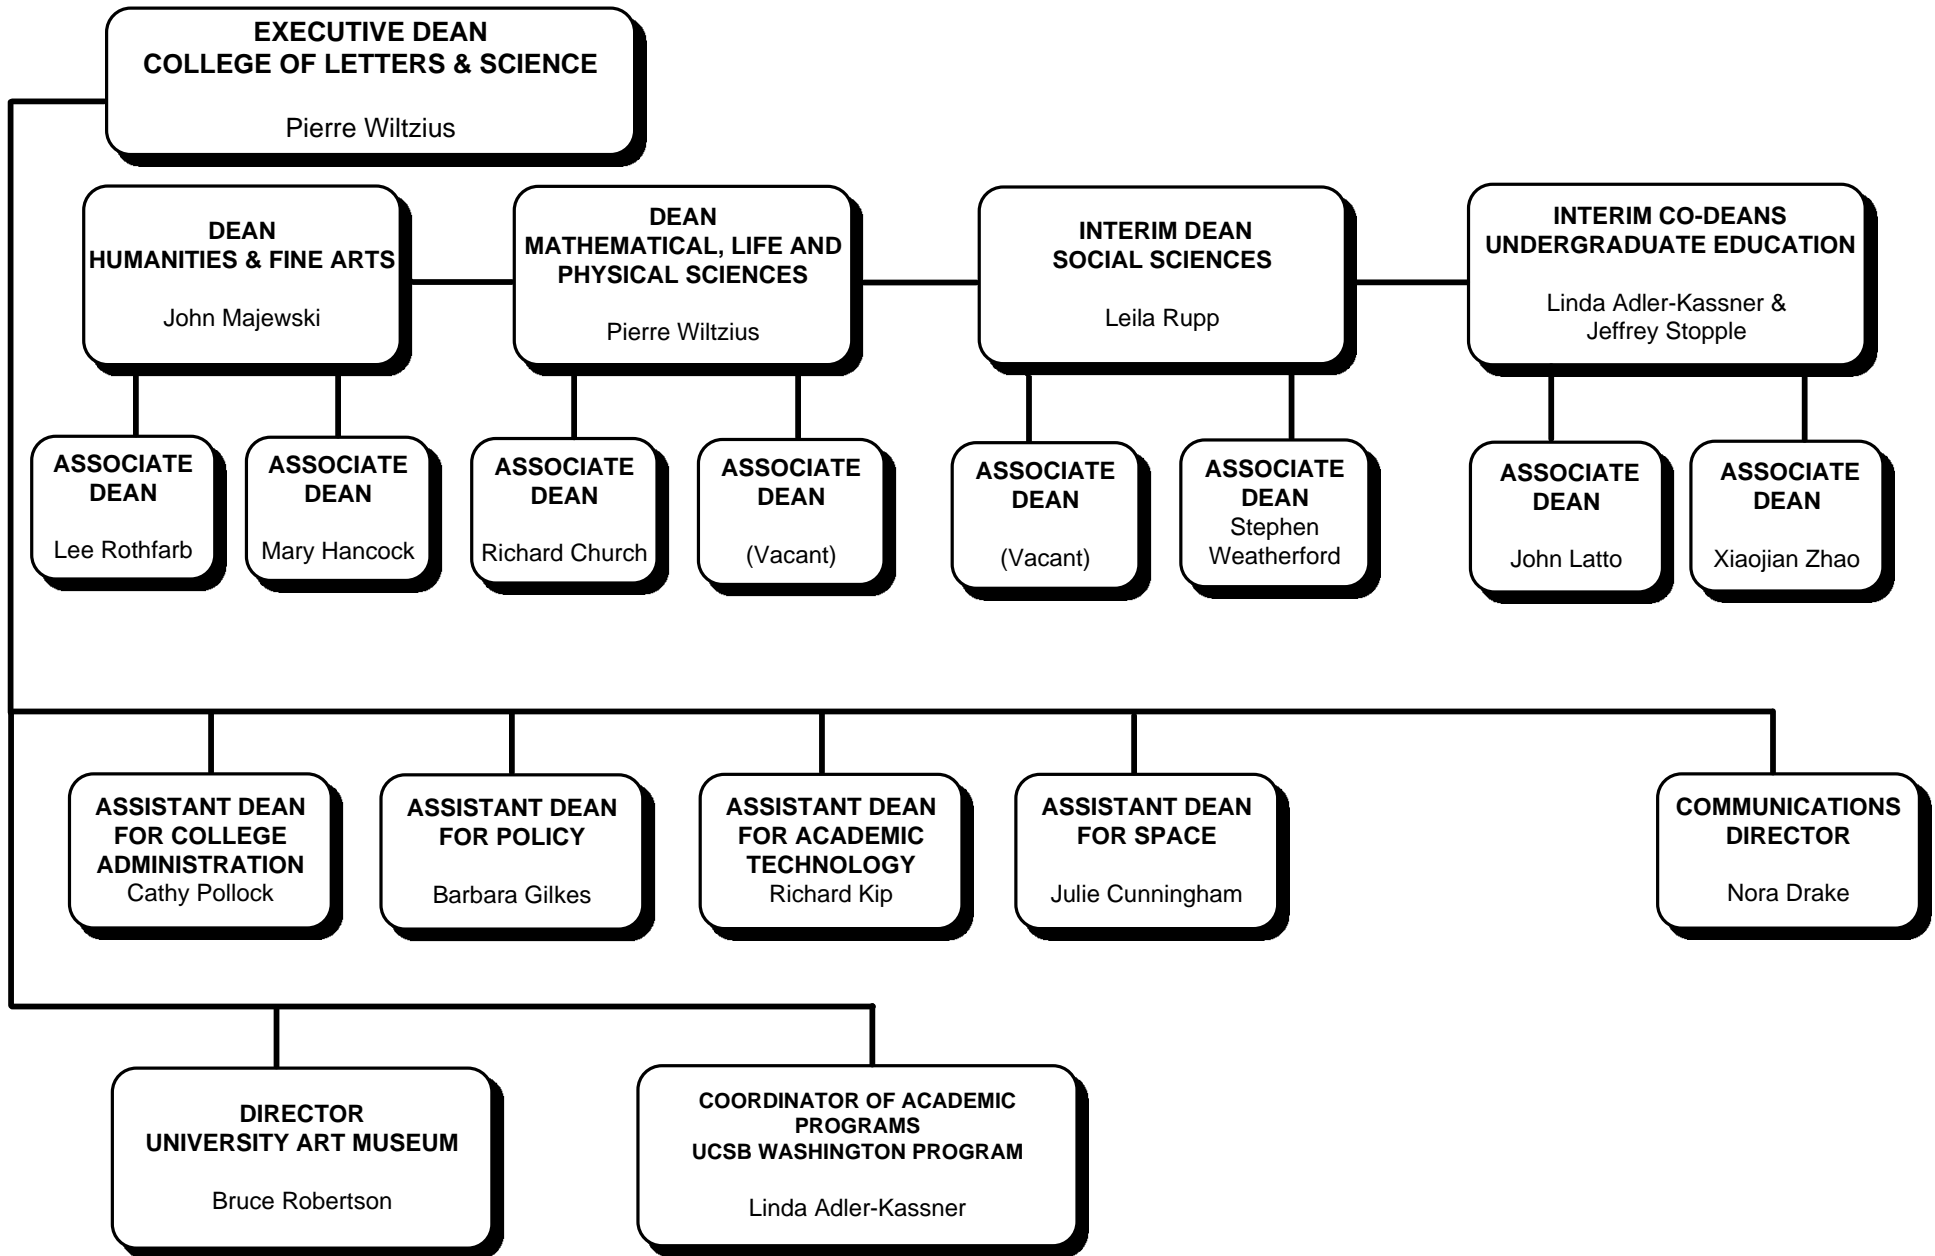 EXECUTIVE DEAN
COLLEGE OF LETTERS & SCIENCE
Pierre Wiltzius
DEAN
HUMANITIES & FINE ARTS
John Majewski
DEAN
MATHEMATICAL, LIFE AND
PHYSICAL SCIENCES
Pierre Wiltzius
INTERIM DEAN
SOCIAL SCIENCES
Leila Rupp
INTERIM CO-DEANS
UNDERGRADUATE EDUCATION
Linda Adler-Kassner &
Jeffrey Stopple
ASSOCIATE
DEAN
Lee Rothfarb
ASSOCIATE
DEAN
Mary Hancock
ASSOCIATE
DEAN
Richard Church
ASSOCIATE
DEAN
(Vacant)
ASSOCIATE
DEAN
(Vacant)
ASSOCIATE
DEAN
Stephen
Weatherford
ASSOCIATE
DEAN
John Latto
ASSOCIATE
DEAN
Xiaojian Zhao
ASSISTANT DEAN
FOR COLLEGE
ADMINISTRATION
Cathy Pollock
ASSISTANT DEAN
FOR POLICY
Barbara Gilkes
ASSISTANT DEAN
FOR ACADEMIC
TECHNOLOGY
Richard Kip
ASSISTANT DEAN
FOR SPACE
Julie Cunningham
COMMUNICATIONS
DIRECTOR
Nora Drake
DIRECTOR
UNIVERSITY ART MUSEUM
Bruce Robertson
COORDINATOR OF ACADEMIC
PROGRAMS
UCSB WASHINGTON PROGRAM
Linda Adler-Kassner